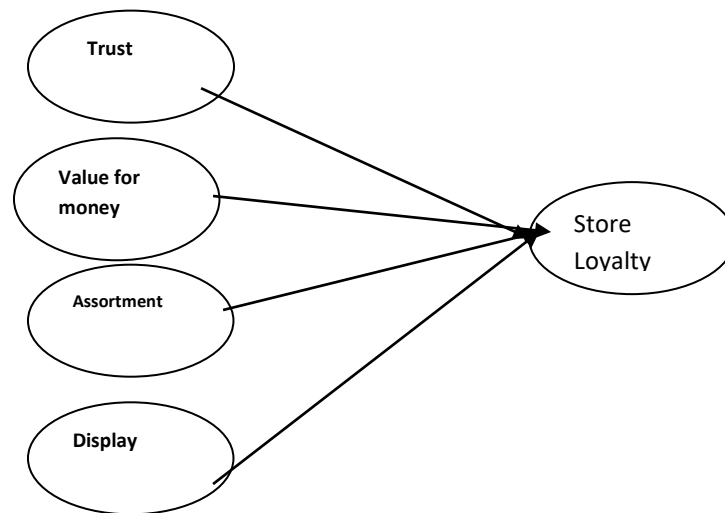 Trust
Value for
money
Store
Loyalty
Assortment
Display